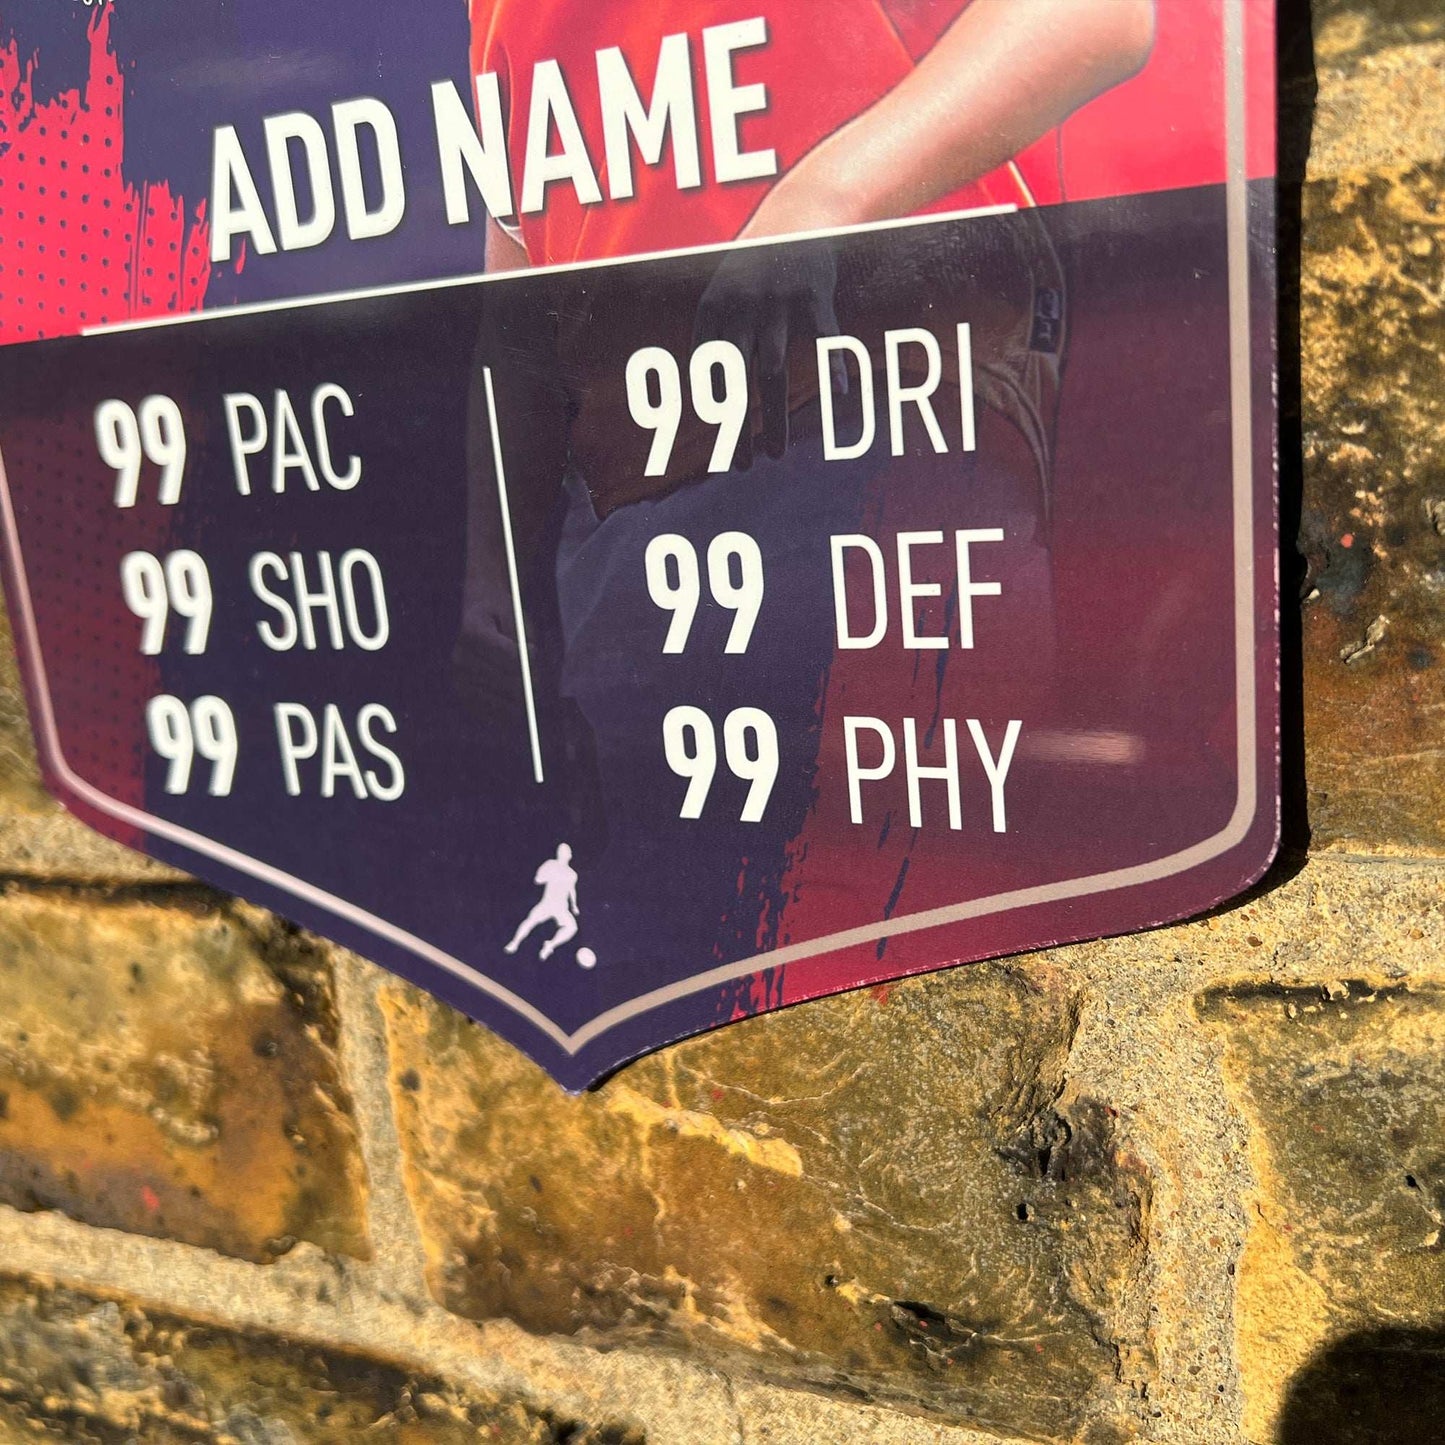 ADD NAME
99 PAC
99 SHO
99 PAS
99 DRI
99 DEF
99 PHY